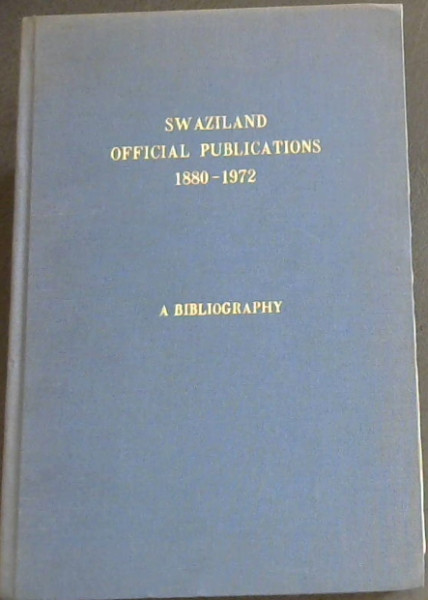 SWAZILAND
OFFICIAL PUBLICATIONS
1880-1972
A BIBLIOGRAPHY